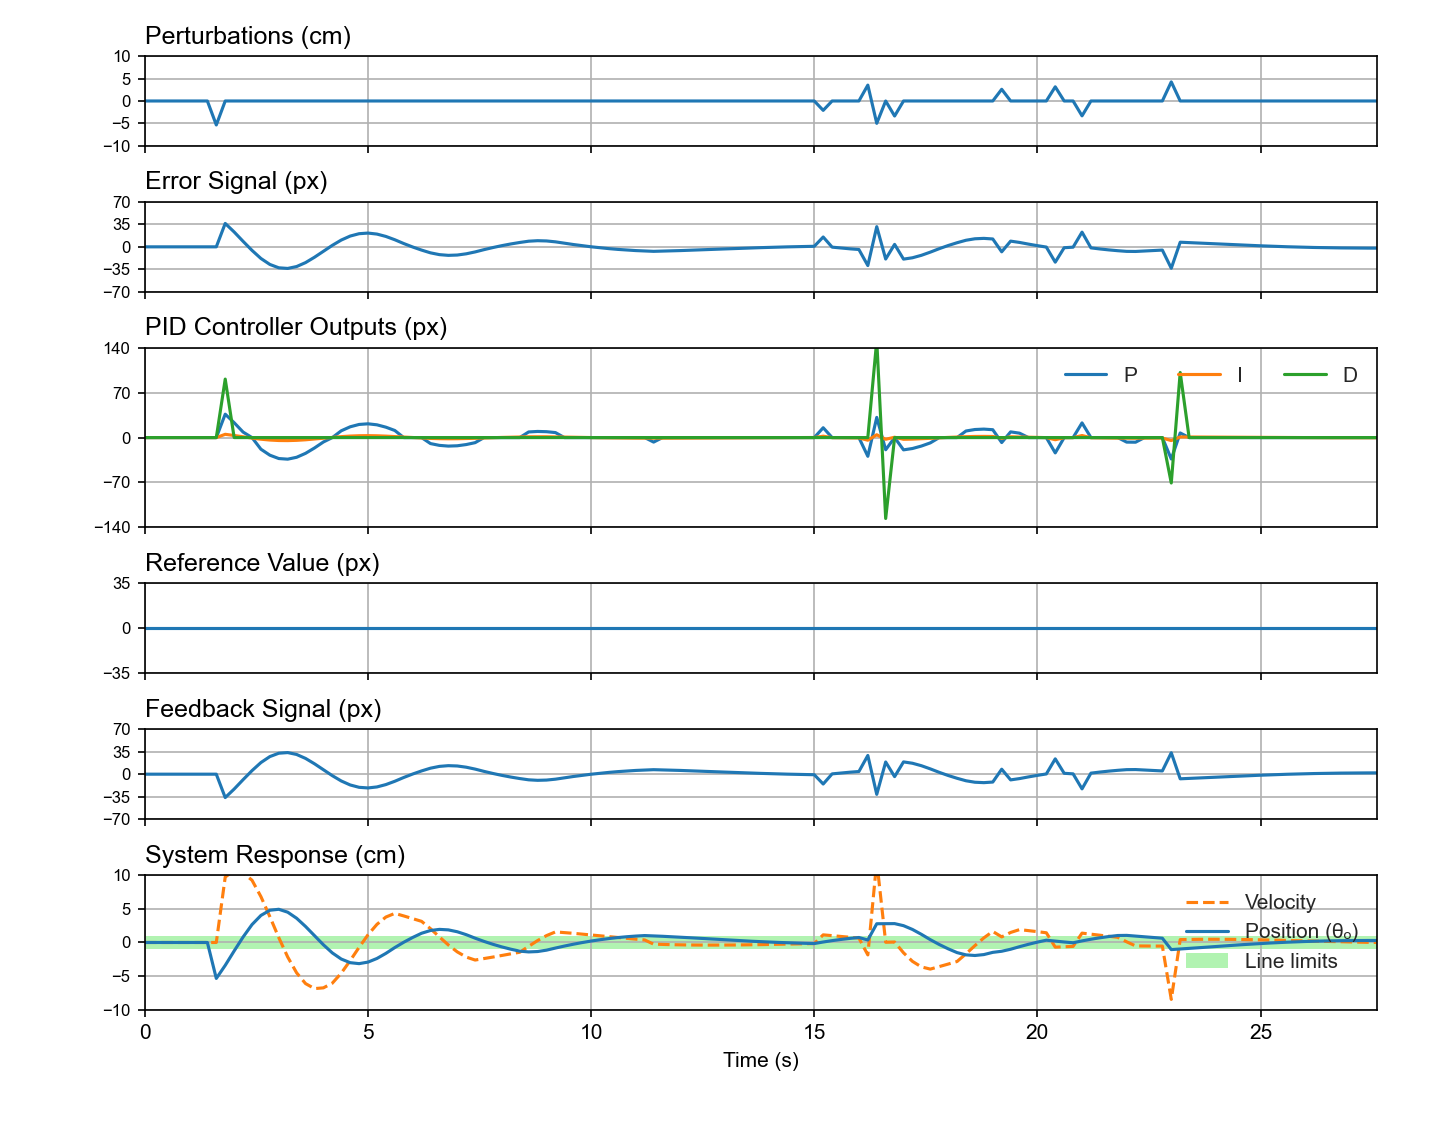 Perturbations (cm)
10
5
0
−5
−10
Error Signal (px)
70
35
0
−35
−70
PID Controller Outputs (px)
140
70
0
−70
−140
P I D
Reference Value (px)
35
0
−35
Feedback Signal (px)
70
35
0
−35
−70
System Response (cm)
10
5
0
−5
−10
Velocity
Position (θₒ)
Line limits
0 5 10 15 20 25
Time (s)